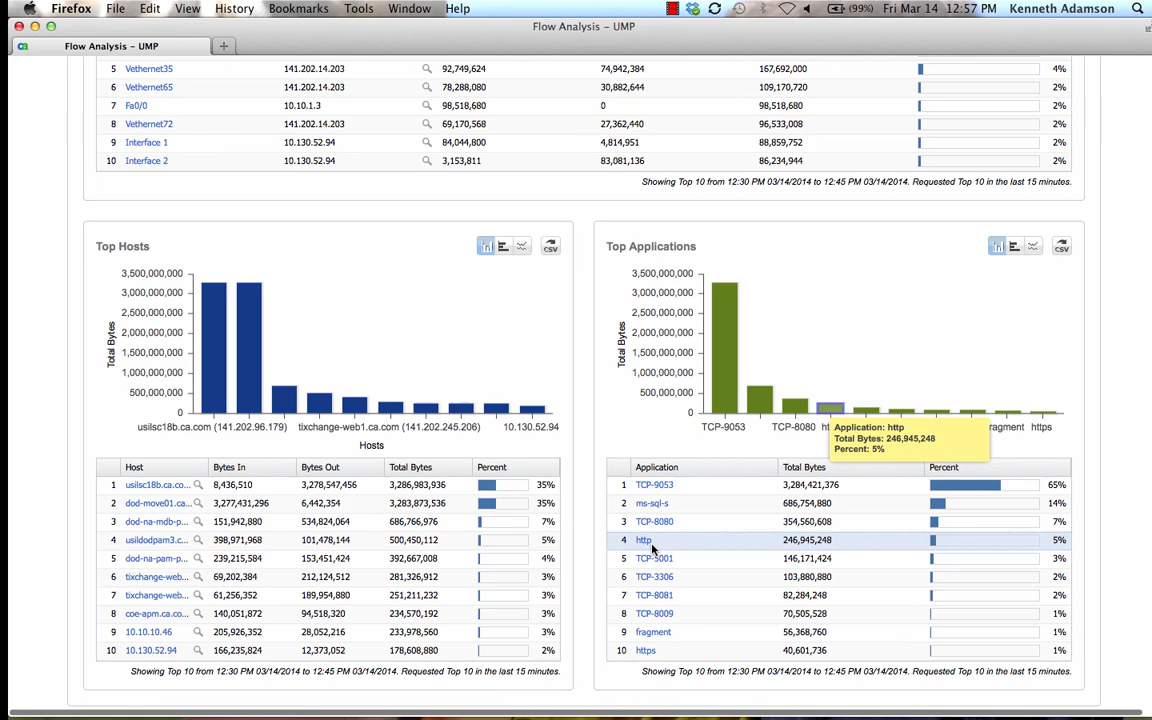 Firefox File Edit View History Bookmarks Tools Window Help (99%) Fri Mar 14 12:57 PM Kenneth Adamson
Flow Analysis – UMP
ca Flow Analysis – UMP +
5 Vethernet35 141.202.14.203 92,749,624 74,942,384 167,692,000 4%
6 Vethernet65 141.202.14.203 78,288,080 30,882,644 109,170,720 2%
7 Fa0/0 10.10.1.3 98,518,680 0 98,518,680 2%
8 Vethernet72 141.202.14.203 69,170,568 27,362,440 96,533,008 2%
9 Interface 1 10.130.52.94 84,044,800 4,814,951 88,859,752 2%
10 Interface 2 10.130.52.94 3,153,811 83,081,136 86,234,944 2%
Showing Top 10 from 12:30 PM 03/14/2014 to 12:45 PM 03/14/2014. Requested Top 10 in the last 15 minutes.
Top Hosts
CSV
3,500,000,000
3,000,000,000
2,500,000,000
2,000,000,000
1,500,000,000
1,000,000,000
500,000,000
0
Total Bytes
usilsc18b.ca.com (141.202.96.179) tixchange-web1.ca.com (141.202.245.206) 10.130.52.94
Hosts
Host Bytes In Bytes Out Total Bytes Percent
1 usilsc18b.ca.co... 8,436,510 3,278,547,456 3,286,983,936 35%
2 dod-move01.ca... 3,277,431,296 6,442,354 3,283,873,536 35%
3 dod-na-mdb-p... 151,942,880 534,824,064 686,766,976 7%
4 usildodpam3.c... 398,971,968 101,478,144 500,450,112 5%
5 dod-na-pam-p... 239,215,584 153,451,424 392,667,008 4%
6 tixchange-web... 69,202,384 212,124,512 281,326,912 3%
7 tixchange-web... 61,256,352 189,954,880 251,211,232 3%
8 coe-apm.ca.co... 140,051,872 94,518,320 234,570,192 3%
9 10.10.10.46 205,926,352 28,052,216 233,978,560 3%
10 10.130.52.94 166,235,824 12,373,052 178,608,880 2%
Showing Top 10 from 12:30 PM 03/14/2014 to 12:45 PM 03/14/2014. Requested Top 10 in the last 15 minutes.
Top Applications
CSV
3,500,000,000
3,000,000,000
2,500,000,000
2,000,000,000
1,500,000,000
1,000,000,000
500,000,000
0
Total Bytes
TCP-9053 TCP-8080 ht ragment https
Application: http
Total Bytes: 246,945,248
Percent: 5%
Application Total Bytes Percent
1 TCP-9053 3,284,421,376 65%
2 ms-sql-s 686,754,880 14%
3 TCP-8080 354,560,608 7%
4 http 246,945,248 5%
5 TCP-5001 146,171,424 3%
6 TCP-3306 103,880,880 2%
7 TCP-8081 82,284,248 2%
8 TCP-8009 70,505,528 1%
9 fragment 56,368,760 1%
10 https 40,601,736 1%
Showing Top 10 from 12:30 PM 03/14/2014 to 12:45 PM 03/14/2014. Requested Top 10 in the last 15 minutes.